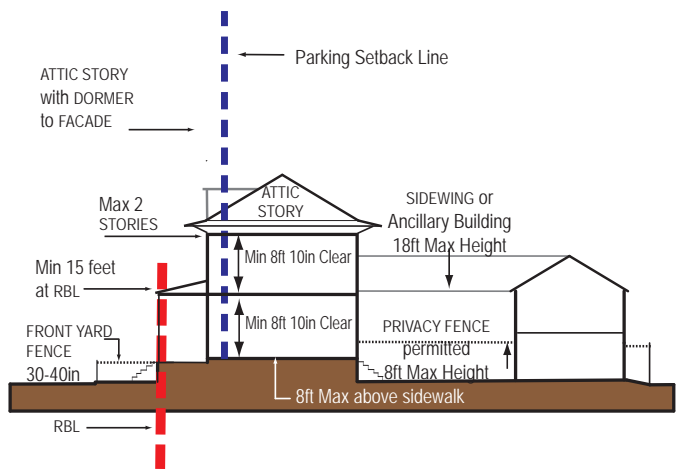 Parking Setback Line
ATTIC STORY
with DORMER
to FACADE
ATTIC
STORY
Max 2
STORIES
SIDEWING or
Ancillary Building
18ft Max Height
Min 8ft 10in Clear
Min 15 feet
at RBL
Min 8ft 10in Clear
FRONT YARD
FENCE
30-40in
PRIVACY FENCE
permitted
8ft Max Height
8ft Max above sidewalk
RBL